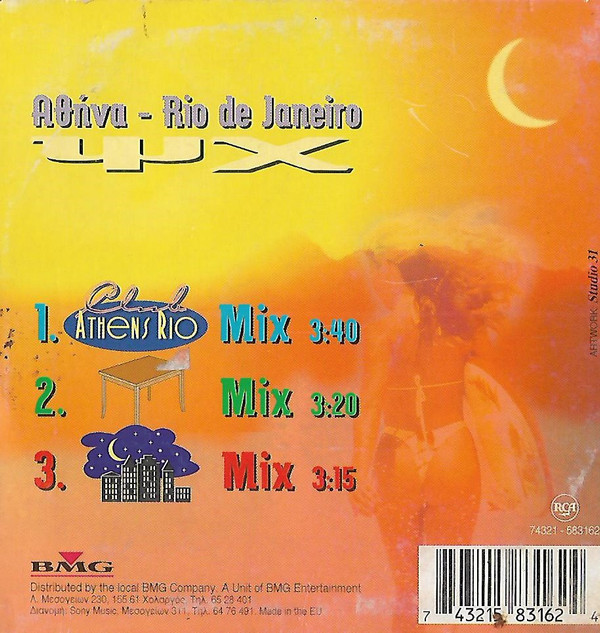 Αθήνα - Rio de Janeiro
ΨΧ
1. Club ATHENS RIO Mix 3:40
2. Mix 3:20
3. Mix 3:15
ARTWORK: Studio 31
RCA
74321 - 583162
BMG
Distributed by the local BMG Company. A Unit of BMG Entertainment
Λ. Μεσογείων 230, 155 61 Χολαργός. Τηλ. 65 28 401
Διανομή: Sony Music, Μεσογείων 311, Τηλ. 64 76 491. Made in the EU
7 43215 83162 4